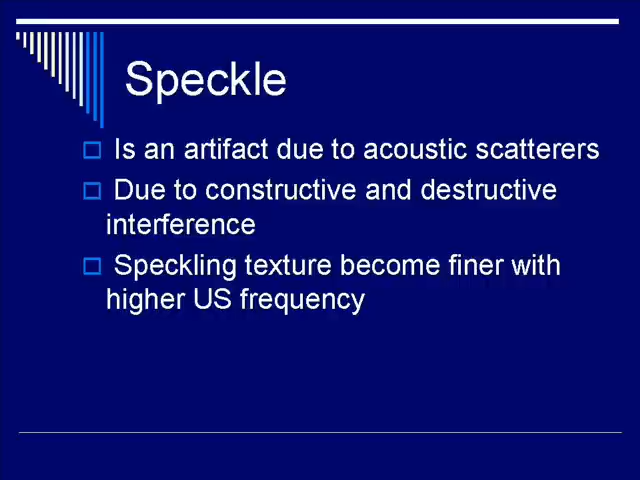 Speckle
Is an artifact due to acoustic scatterers
Due to constructive and destructive
interference
Speckling texture become finer with
higher US frequency